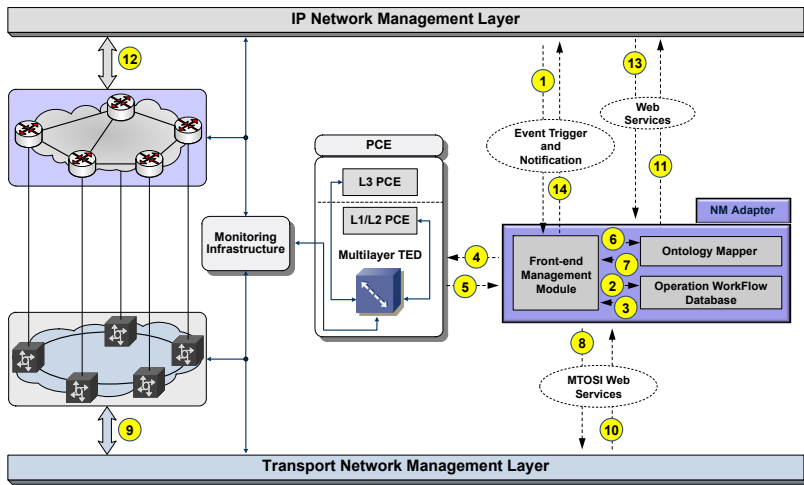 IP Network Management Layer
12
1
13
Web
Services
Event Trigger
and
Notification
14
11
PCE
L3 PCE
L1/L2 PCE
Multilayer TED
Monitoring
Infrastructure
4
5
NM Adapter
Front-end
Management
Module
6
7
Ontology Mapper
2
3
Operation WorkFlow
Database
8
MTOSI Web
Services
10
9
Transport Network Management Layer